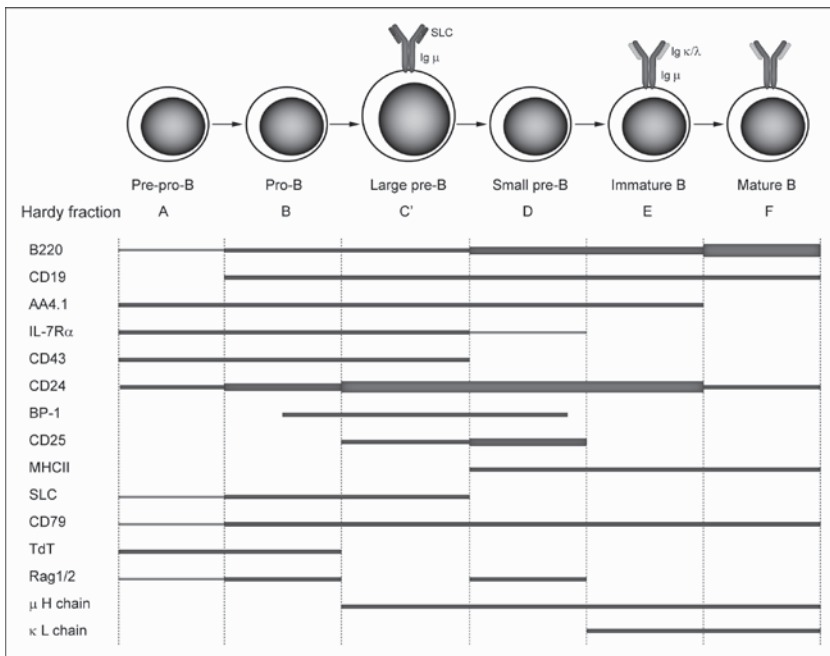 SLC
Ig μ
Ig κ/λ
Ig μ
Pre-pro-B Pro-B Large pre-B Small pre-B Immature B Mature B
Hardy fraction A B C' D E F
B220
CD19
AA4.1
IL-7Rα
CD43
CD24
BP-1
CD25
MHCII
SLC
CD79
TdT
Rag1/2
μ H chain
κ L chain